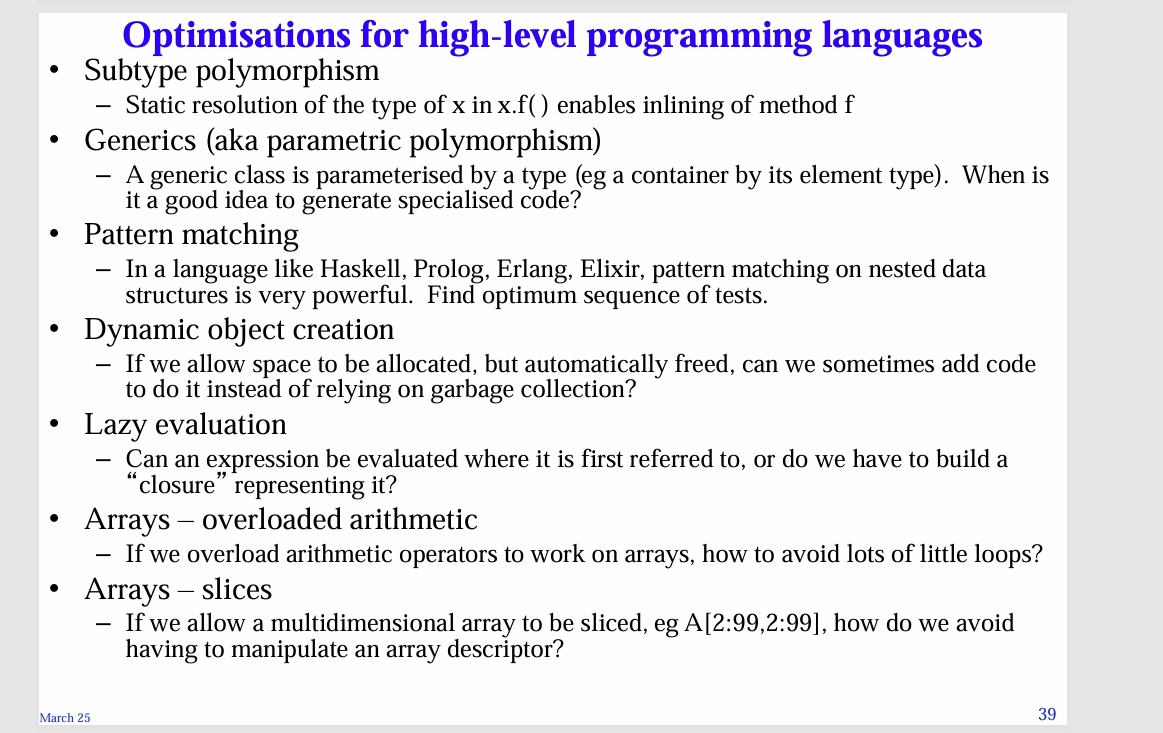 Optimisations for high-level programming languages
• Subtype polymorphism
– Static resolution of the type of x in x.f( ) enables inlining of method f
• Generics (aka parametric polymorphism)
– A generic class is parameterised by a type (eg a container by its element type).  When is
it a good idea to generate specialised code?
• Pattern matching
– In a language like Haskell, Prolog, Erlang, Elixir, pattern matching on nested data
structures is very powerful.  Find optimum sequence of tests.
• Dynamic object creation
– If we allow space to be allocated, but automatically freed, can we sometimes add code
to do it instead of relying on garbage collection?
• Lazy evaluation
– Can an expression be evaluated where it is first referred to, or do we have to build a
“closure” representing it?
• Arrays – overloaded arithmetic
– If we overload arithmetic operators to work on arrays, how to avoid lots of little loops?
• Arrays – slices
– If we allow a multidimensional array to be sliced, eg A[2:99,2:99], how do we avoid
having to manipulate an array descriptor?
March 25
39